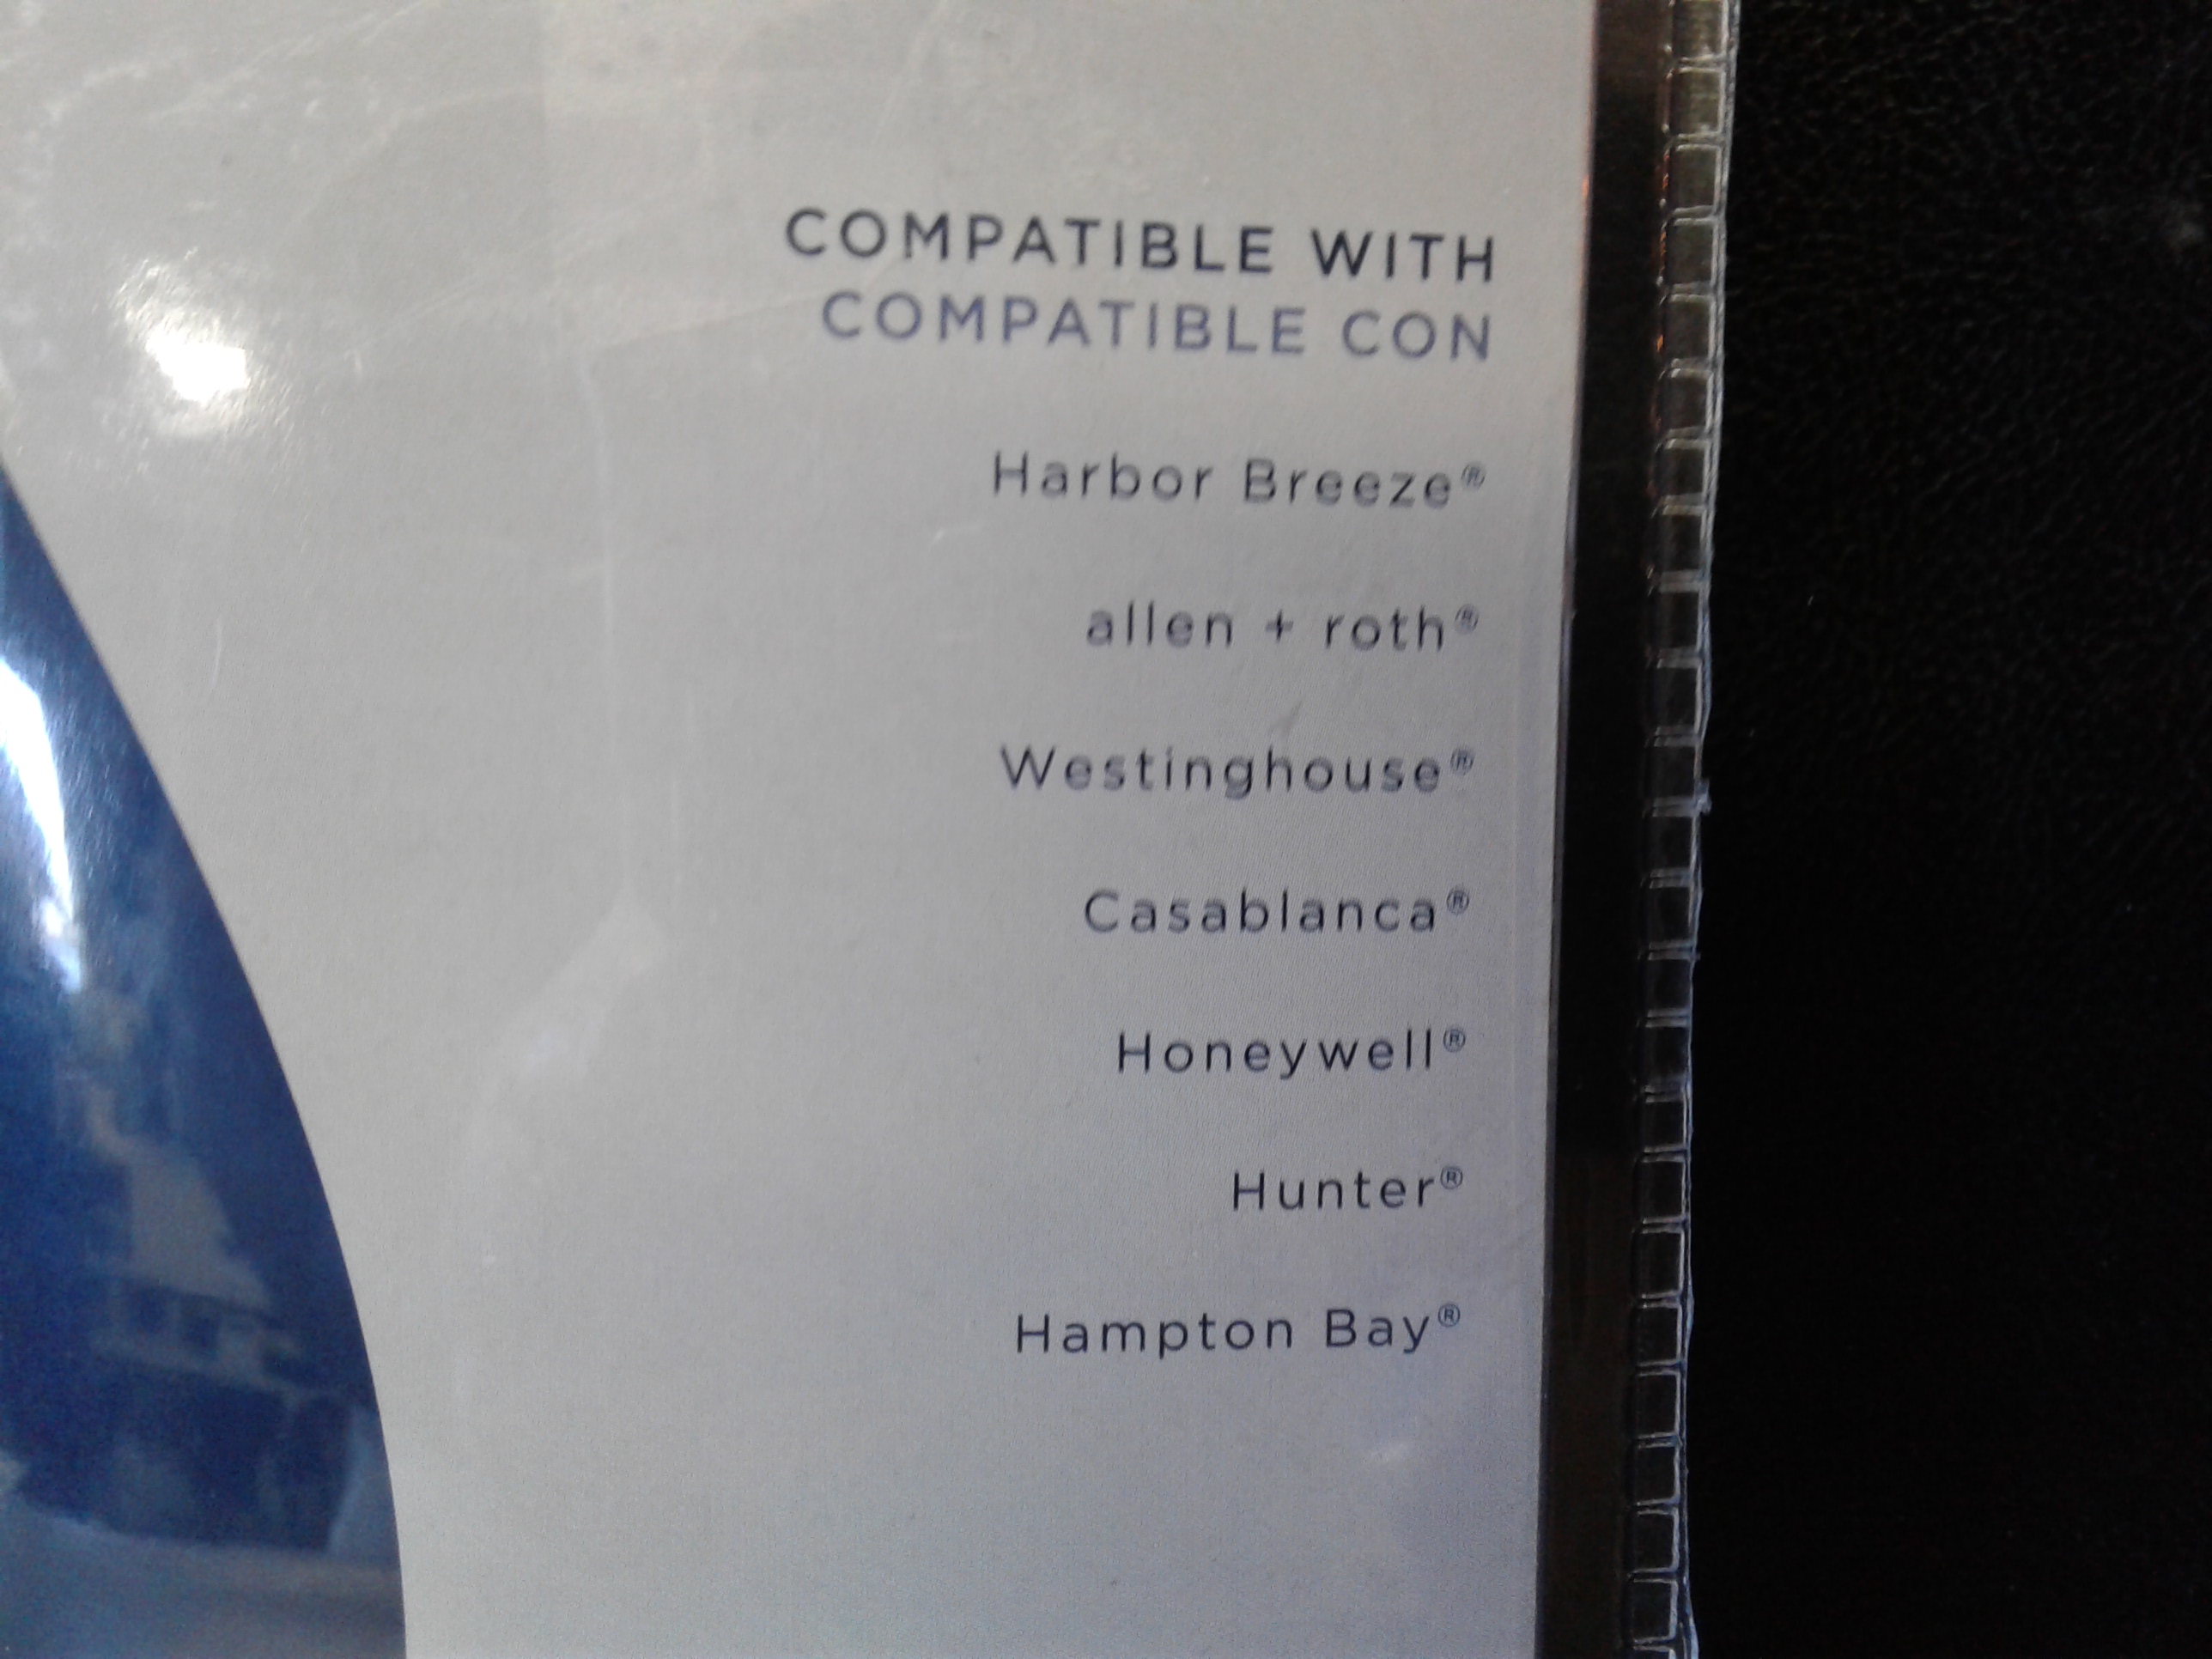 COMPATIBLE WITH
COMPATIBLE CON
Harbor Breeze®
allen + roth®
Westinghouse®
Casablanca®
Honeywell®
Hunter®
Hampton Bay®